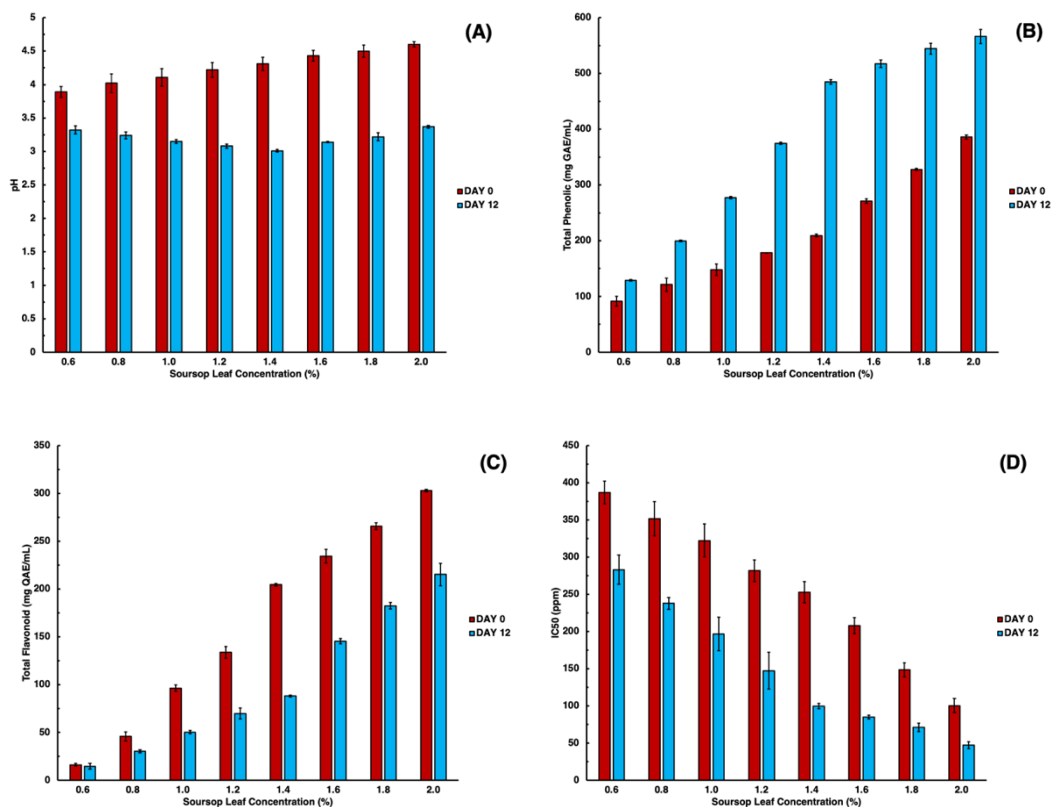 (A)
5
4.5
4
3.5
3
2.5
2
1.5
1
0.5
0
pH
0.6 0.8 1.0 1.2 1.4 1.6 1.8 2.0
Soursop Leaf Concentration (%)
DAY 0
DAY 12
(B)
600
500
400
300
200
100
0
Total Phenolic (mg GAE/mL)
0.6 0.8 1.0 1.2 1.4 1.6 1.8 2.0
Soursop Leaf Concentration (%)
DAY 0
DAY 12
(C)
350
300
250
200
150
100
50
0
Total Flavonoid (mg QAE/mL)
0.6 0.8 1.0 1.2 1.4 1.6 1.8 2.0
Soursop Leaf Concentration (%)
DAY 0
DAY 12
(D)
450
400
350
300
250
200
150
100
50
0
IC50 (ppm)
0.6 0.8 1.0 1.2 1.4 1.6 1.8 2.0
Soursop Leaf Concentration (%)
DAY 0
DAY 12